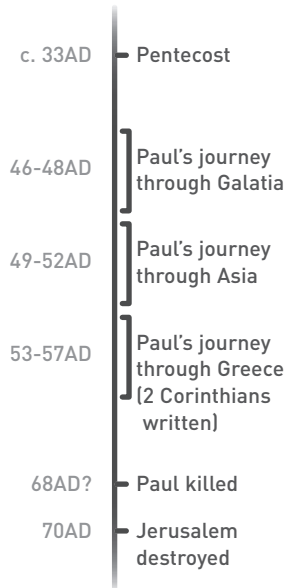 c. 33AD Pentecost
46-48AD Paul’s journey
through Galatia
49-52AD Paul’s journey
through Asia
53-57AD Paul’s journey
through Greece
(2 Corinthians
written)
68AD? Paul killed
70AD Jerusalem
destroyed